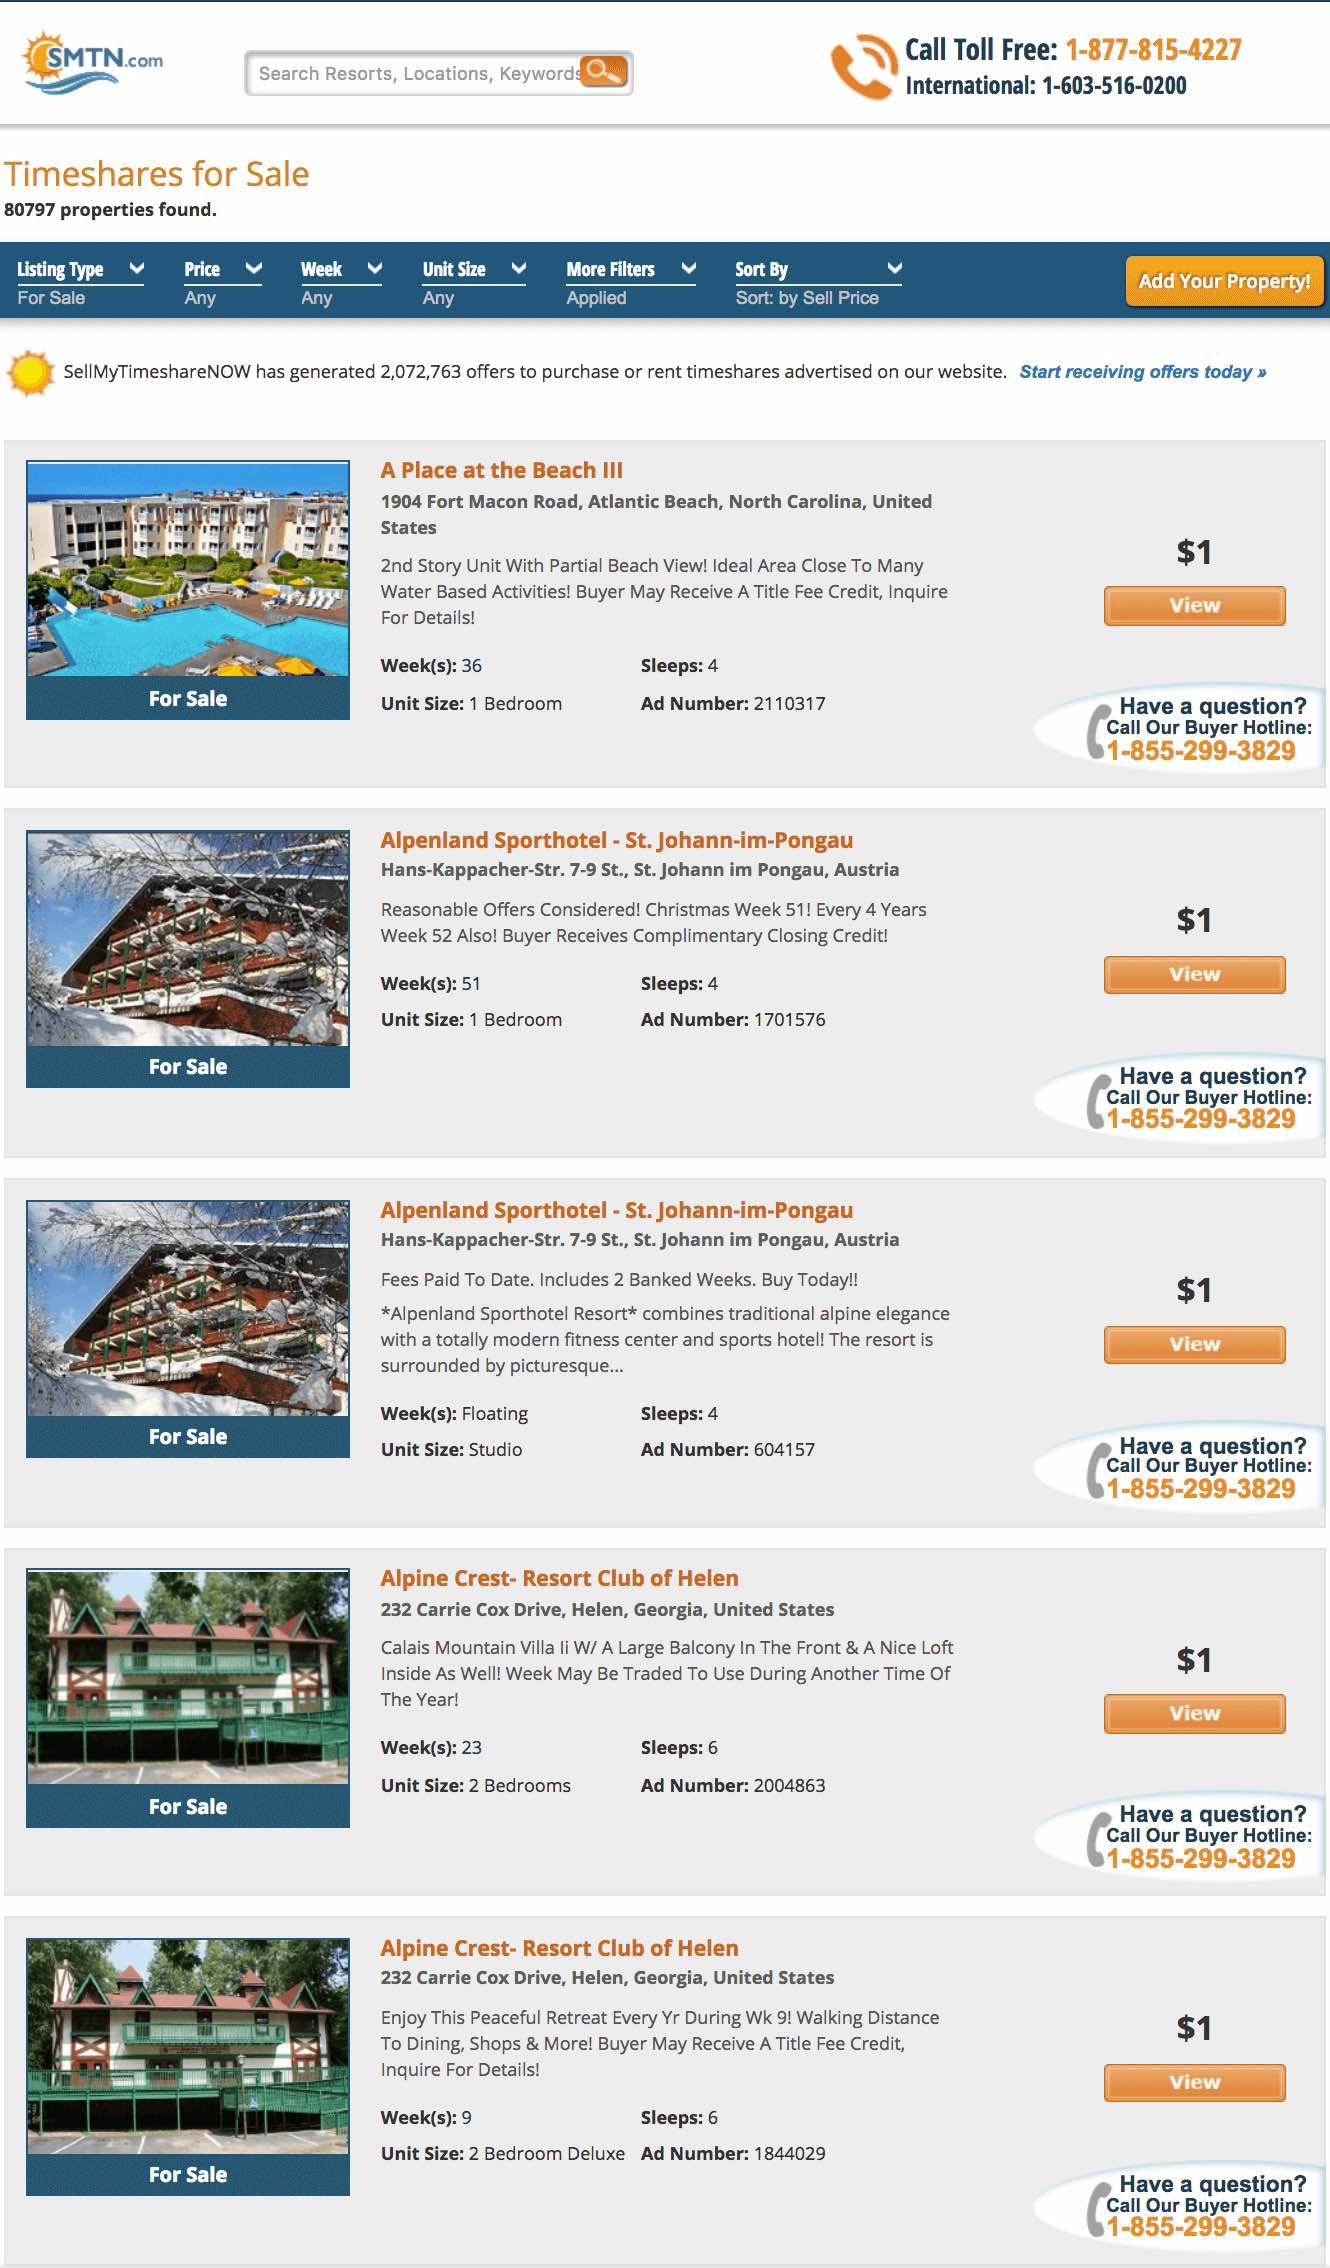 SMTN.com
Search Resorts, Locations, Keywords
Call Toll Free: 1-877-815-4227
International: 1-603-516-0200
Timeshares for Sale
80797 properties found.
Listing Type Price Week Unit Size More Filters Sort By
For Sale Any Any Any Applied Sort: by Sell Price
Add Your Property!
SellMyTimeshareNOW has generated 2,072,763 offers to purchase or rent timeshares advertised on our website. Start receiving offers today »
A Place at the Beach III
1904 Fort Macon Road, Atlantic Beach, North Carolina, United
States
2nd Story Unit With Partial Beach View! Ideal Area Close To Many
Water Based Activities! Buyer May Receive A Title Fee Credit, Inquire
For Details!
Week(s): 36 Sleeps: 4
Unit Size: 1 Bedroom Ad Number: 2110317
For Sale
$1
View
Have a question?
Call Our Buyer Hotline:
1-855-299-3829
Alpenland Sporthotel - St. Johann-im-Pongau
Hans-Kappacher-Str. 7-9 St., St. Johann im Pongau, Austria
Reasonable Offers Considered! Christmas Week 51! Every 4 Years
Week 52 Also! Buyer Receives Complimentary Closing Credit!
Week(s): 51 Sleeps: 4
Unit Size: 1 Bedroom Ad Number: 1701576
For Sale
$1
View
Have a question?
Call Our Buyer Hotline:
1-855-299-3829
Alpenland Sporthotel - St. Johann-im-Pongau
Hans-Kappacher-Str. 7-9 St., St. Johann im Pongau, Austria
Fees Paid To Date. Includes 2 Banked Weeks. Buy Today!!
*Alpenland Sporthotel Resort* combines traditional alpine elegance
with a totally modern fitness center and sports hotel! The resort is
surrounded by picturesque...
Week(s): Floating Sleeps: 4
Unit Size: Studio Ad Number: 604157
For Sale
$1
View
Have a question?
Call Our Buyer Hotline:
1-855-299-3829
Alpine Crest- Resort Club of Helen
232 Carrie Cox Drive, Helen, Georgia, United States
Calais Mountain Villa Ii W/ A Large Balcony In The Front & A Nice Loft
Inside As Well! Week May Be Traded To Use During Another Time Of
The Year!
Week(s): 23 Sleeps: 6
Unit Size: 2 Bedrooms Ad Number: 2004863
For Sale
$1
View
Have a question?
Call Our Buyer Hotline:
1-855-299-3829
Alpine Crest- Resort Club of Helen
232 Carrie Cox Drive, Helen, Georgia, United States
Enjoy This Peaceful Retreat Every Yr During Wk 9! Walking Distance
To Dining, Shops & More! Buyer May Receive A Title Fee Credit,
Inquire For Details!
Week(s): 9 Sleeps: 6
Unit Size: 2 Bedroom Deluxe Ad Number: 1844029
For Sale
$1
View
Have a question?
Call Our Buyer Hotline:
1-855-299-3829